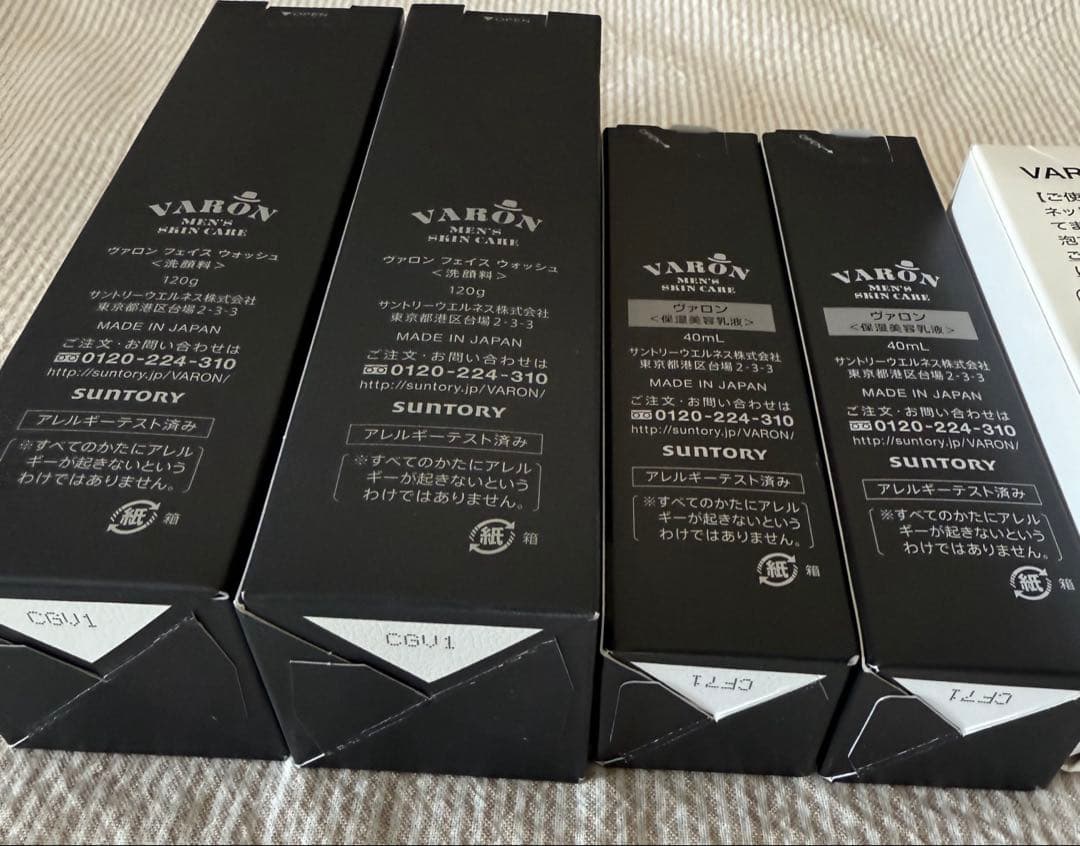 ▼OPEN
VARON
MEN'S
SKIN CARE
ヴァロン フェイス ウォッシュ
<洗顔料>
120g
サントリーウエルネス株式会社
東京都港区台場2-3-3
MADE IN JAPAN
ご注文・お問い合わせは
0120-224-310
http://suntory.jp/VARON/
SUNTORY
アレルギーテスト済み
※すべてのかたにアレル
ギーが起きないという
わけではありません。
紙 箱
CGV1
▼OPEN
VARON
MEN'S
SKIN CARE
ヴァロン フェイス ウォッシュ
<洗顔料>
120g
サントリーウエルネス株式会社
東京都港区台場2-3-3
MADE IN JAPAN
ご注文・お問い合わせは
0120-224-310
http://suntory.jp/VARON/
SUNTORY
アレルギーテスト済み
※すべてのかたにアレル
ギーが起きないという
わけではありません。
紙 箱
CGV1
OPEN
VARON
MEN'S
SKIN CARE
ヴァロン
<保湿美容乳液>
40mL
サントリーウエルネス株式会社
東京都港区台場2-3-3
MADE IN JAPAN
ご注文・お問い合わせは
0120-224-310
http://suntory.jp/VARON/
SUNTORY
アレルギーテスト済み
※すべてのかたにアレル
ギーが起きないという
わけではありません。
紙 箱
CF71
OPEN
VARON
MEN'S
SKIN CARE
ヴァロン
<保湿美容乳液>
40mL
サントリーウエルネス株式会社
東京都港区台場2-3-3
MADE IN JAPAN
ご注文・お問い合わせは
0120-224-310
http://suntory.jp/VARON/
SUNTORY
アレルギーテスト済み
※すべてのかたにアレル
ギーが起きないという
わけではありません。
紙 箱
CF71
VAR
【ご使
ネッ
てま
泡
ご